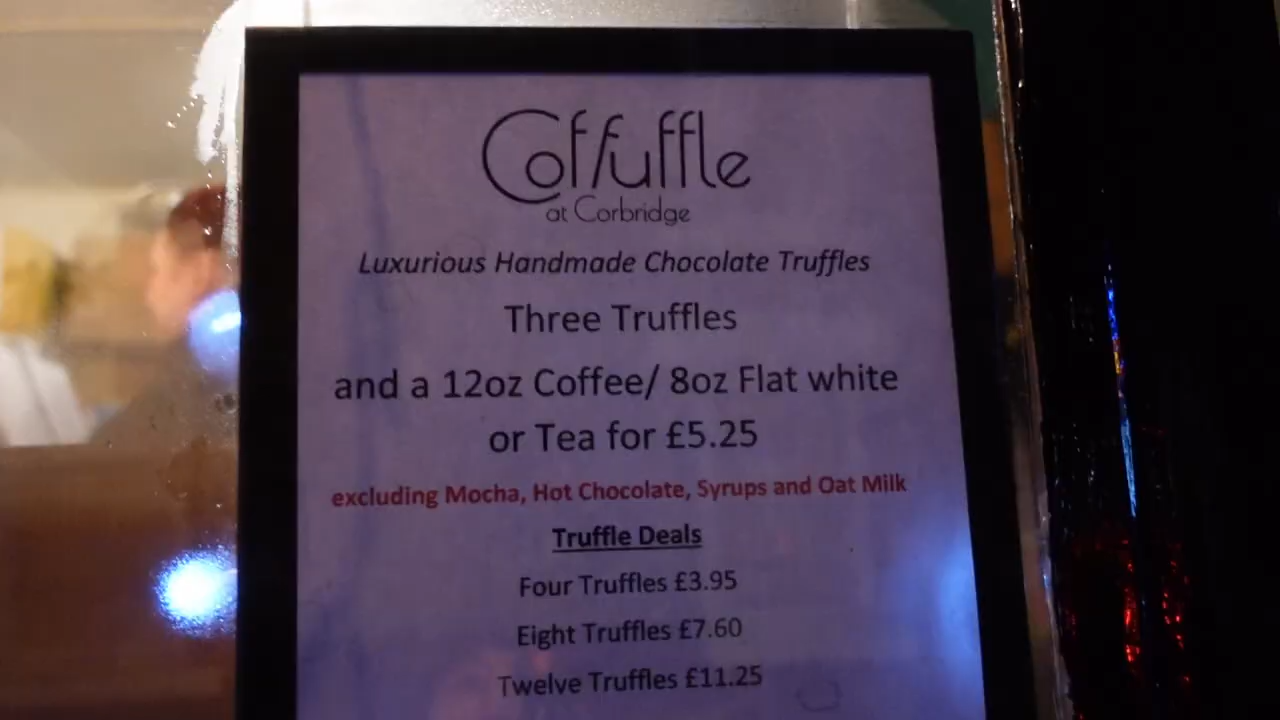 Coffuffle
at Corbridge
Luxurious Handmade Chocolate Truffles
Three Truffles
and a 12oz Coffee/ 8oz Flat white
or Tea for £5.25
excluding Mocha, Hot Chocolate, Syrups and Oat Milk
Truffle Deals
Four Truffles £3.95
Eight Truffles £7.60
Twelve Truffles £11.25